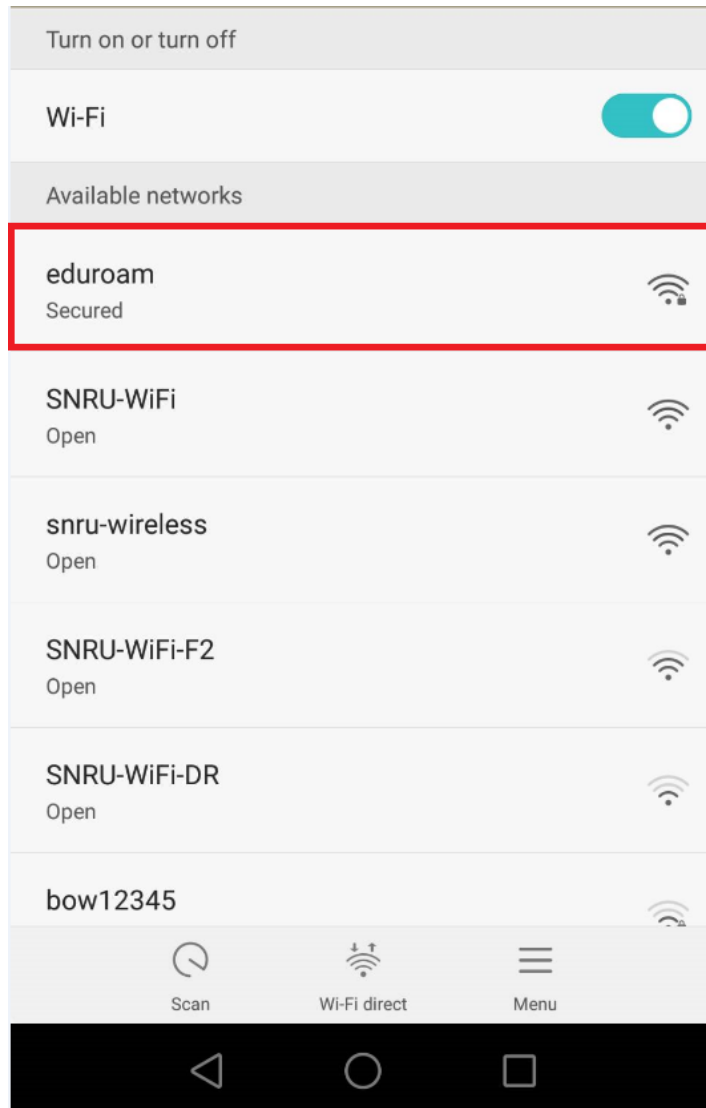 Turn on or turn off
Wi-Fi
Available networks
eduroam
Secured
SNRU-WiFi
Open
snru-wireless
Open
SNRU-WiFi-F2
Open
SNRU-WiFi-DR
Open
bow12345
Scan
Wi-Fi direct
Menu